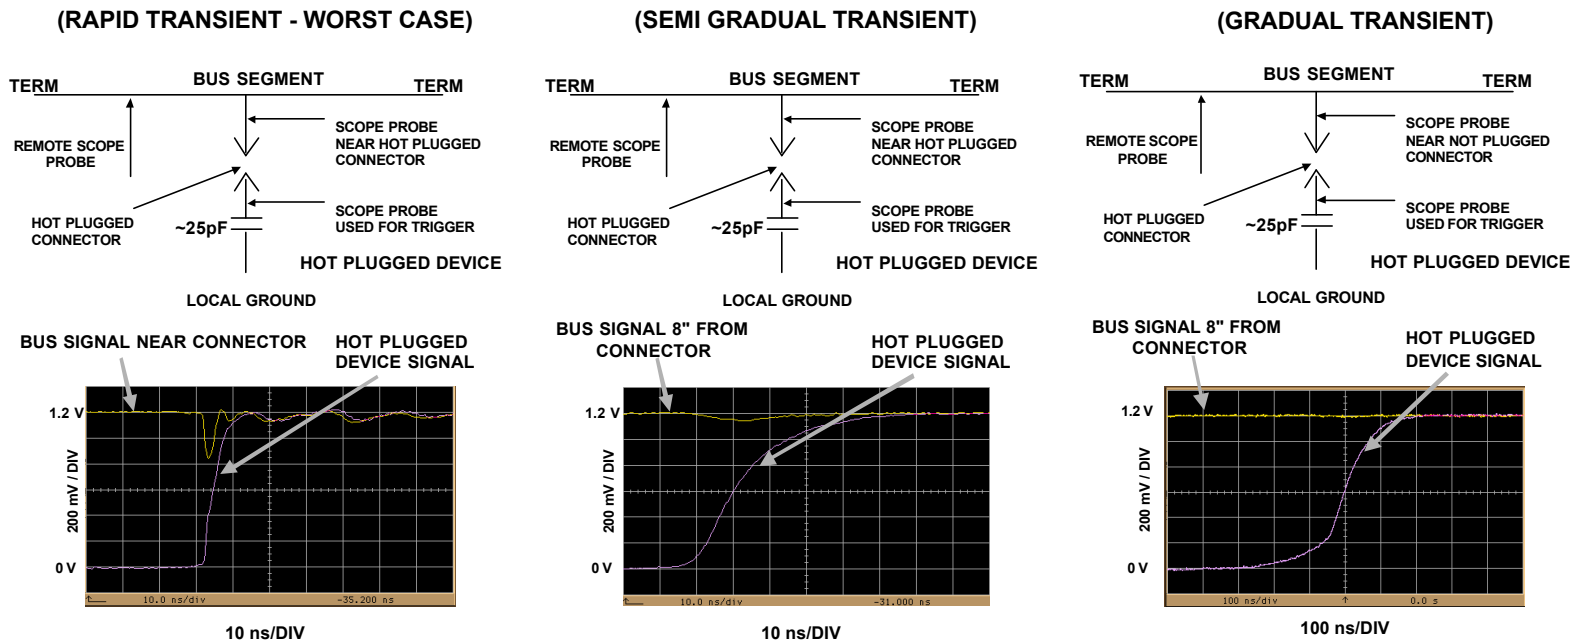 (RAPID TRANSIENT - WORST CASE)
TERM
BUS SEGMENT
TERM
REMOTE SCOPE
PROBE
SCOPE PROBE
NEAR HOT PLUGGED
CONNECTOR
HOT PLUGGED
CONNECTOR
~25pF
SCOPE PROBE
USED FOR TRIGGER
HOT PLUGGED DEVICE
LOCAL GROUND
BUS SIGNAL NEAR CONNECTOR
HOT PLUGGED
DEVICE SIGNAL
1.2 V
200 mV / DIV
0 V
10.0 ns/div
-35.200 ns
10 ns/DIV
(SEMI GRADUAL TRANSIENT)
TERM
BUS SEGMENT
TERM
REMOTE SCOPE
PROBE
SCOPE PROBE
NEAR HOT PLUGGED
CONNECTOR
HOT PLUGGED
CONNECTOR
~25pF
SCOPE PROBE
USED FOR TRIGGER
HOT PLUGGED DEVICE
LOCAL GROUND
BUS SIGNAL 8" FROM
CONNECTOR
HOT PLUGGED
DEVICE SIGNAL
1.2 V
200 mV / DIV
0 V
10.0 ns/div
-31.000 ns
10 ns/DIV
(GRADUAL TRANSIENT)
TERM
BUS SEGMENT
TERM
REMOTE SCOPE
PROBE
SCOPE PROBE
NEAR NOT PLUGGED
CONNECTOR
HOT PLUGGED
CONNECTOR
~25pF
SCOPE PROBE
USED FOR TRIGGER
HOT PLUGGED DEVICE
LOCAL GROUND
BUS SIGNAL 8" FROM
CONNECTOR
HOT PLUGGED
DEVICE SIGNAL
1.2 V
200 mV / DIV
0 V
100 ns/div
0.0 s
100 ns/DIV